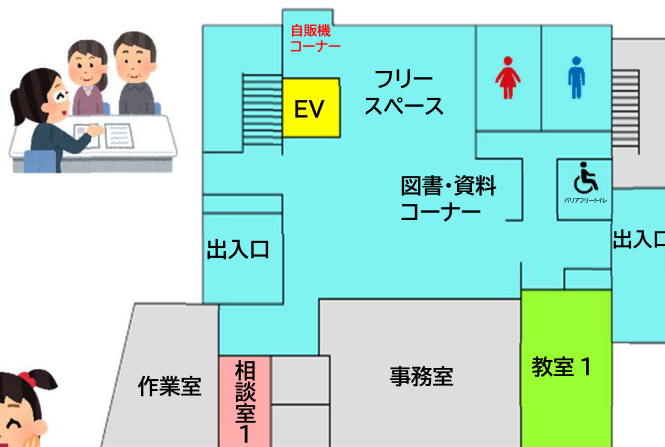 自販機
コーナー
EV
フリー
スペース
図書・資料
コーナー
バリアフリートイレ
出入口
出入口
作業室
相談室1
事務室
教室1